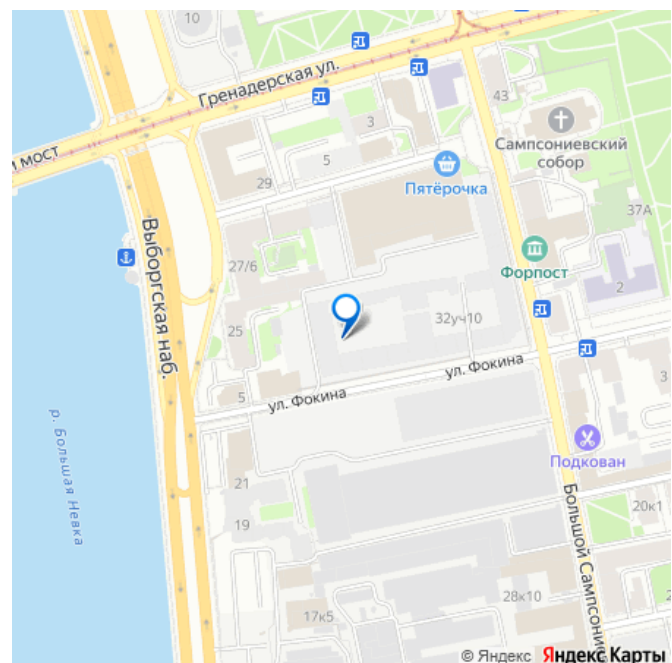 10
Гренадерская ул.
43
3
Сампсониевский
собор
и мост
5
Пятёрочка
29
37А
Выборгская наб.
27/6
Форпост
2
32уч10
25
ул. Фокина
3
5
ул. Фокина
р. Большая Невка
Подкован
21
Большой Сампсоние
20к1
19
28к10
2
17к5
© Яндекс Яндекс Карты